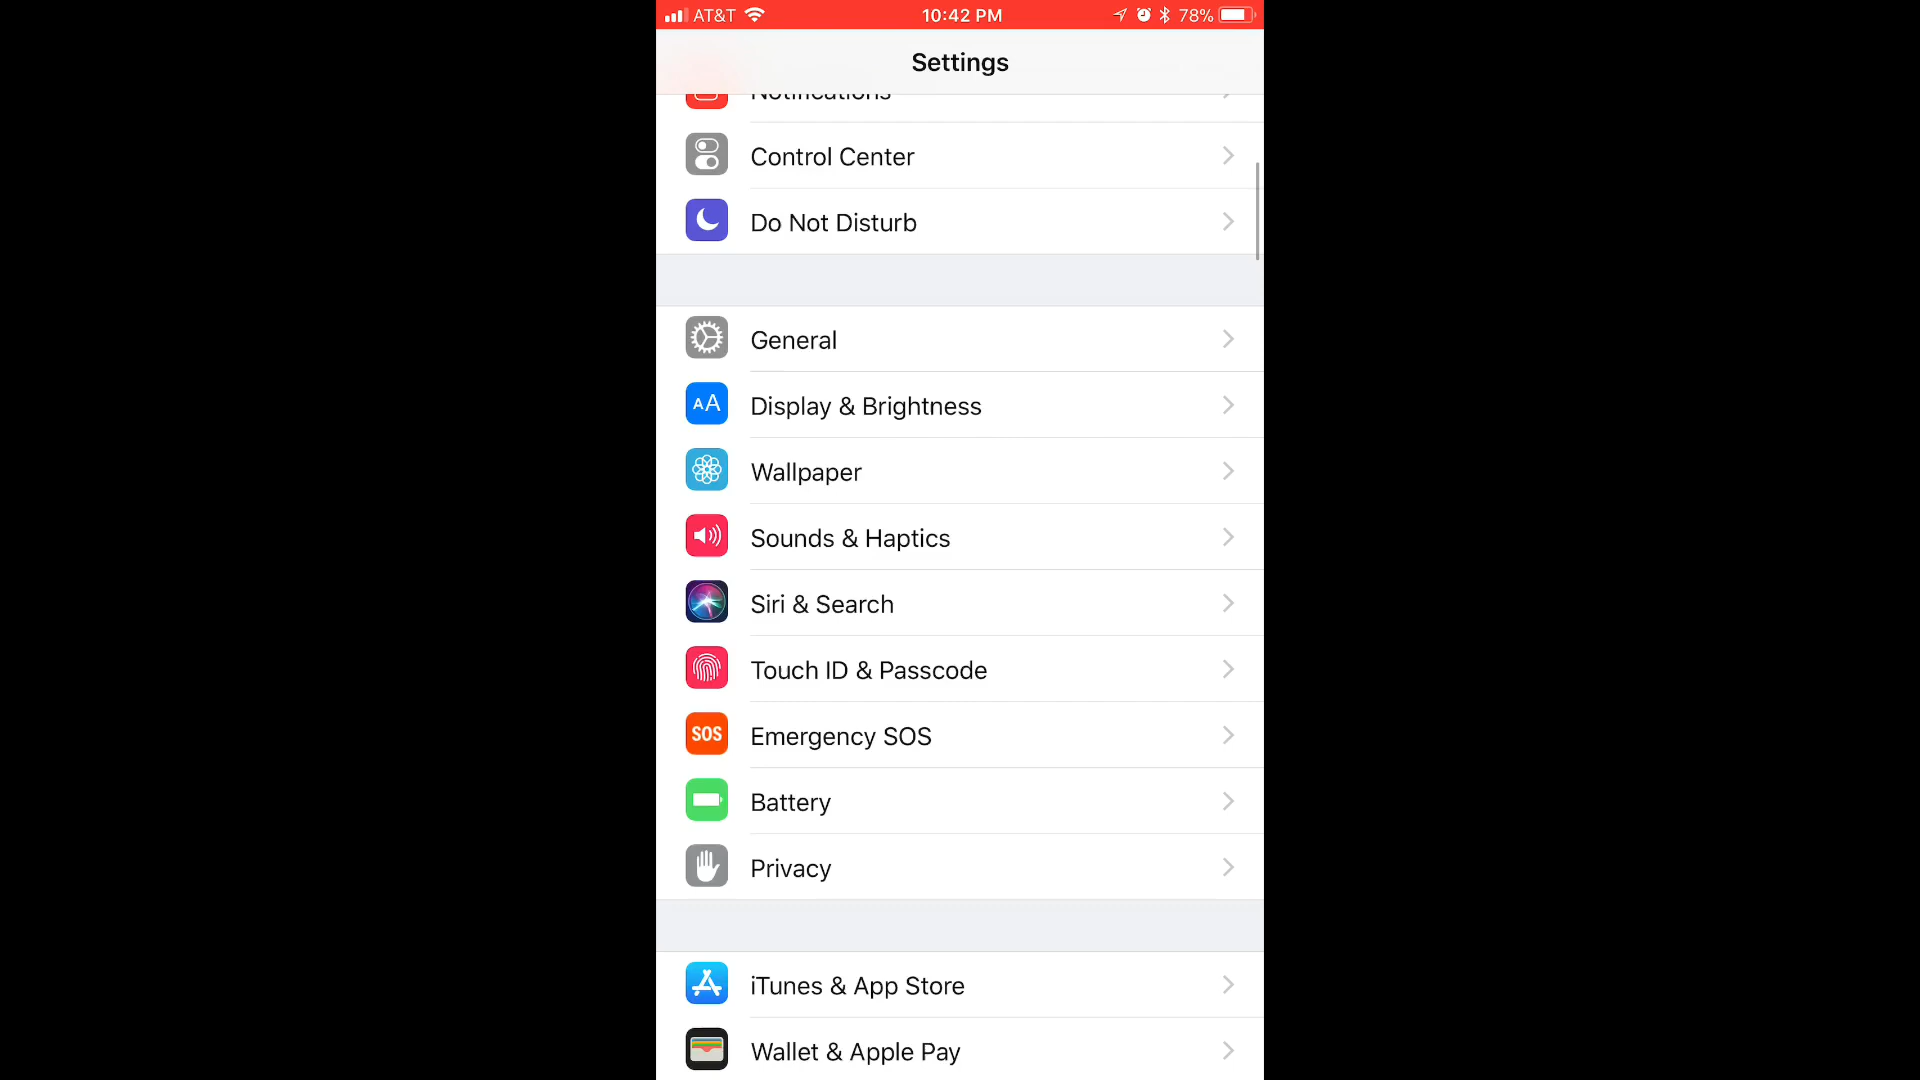 AT&T 10:42 PM 78%
Settings
Notifications
Control Center
Do Not Disturb
General
AA Display & Brightness
Wallpaper
Sounds & Haptics
Siri & Search
Touch ID & Passcode
SOS Emergency SOS
Battery
Privacy
iTunes & App Store
Wallet & Apple Pay